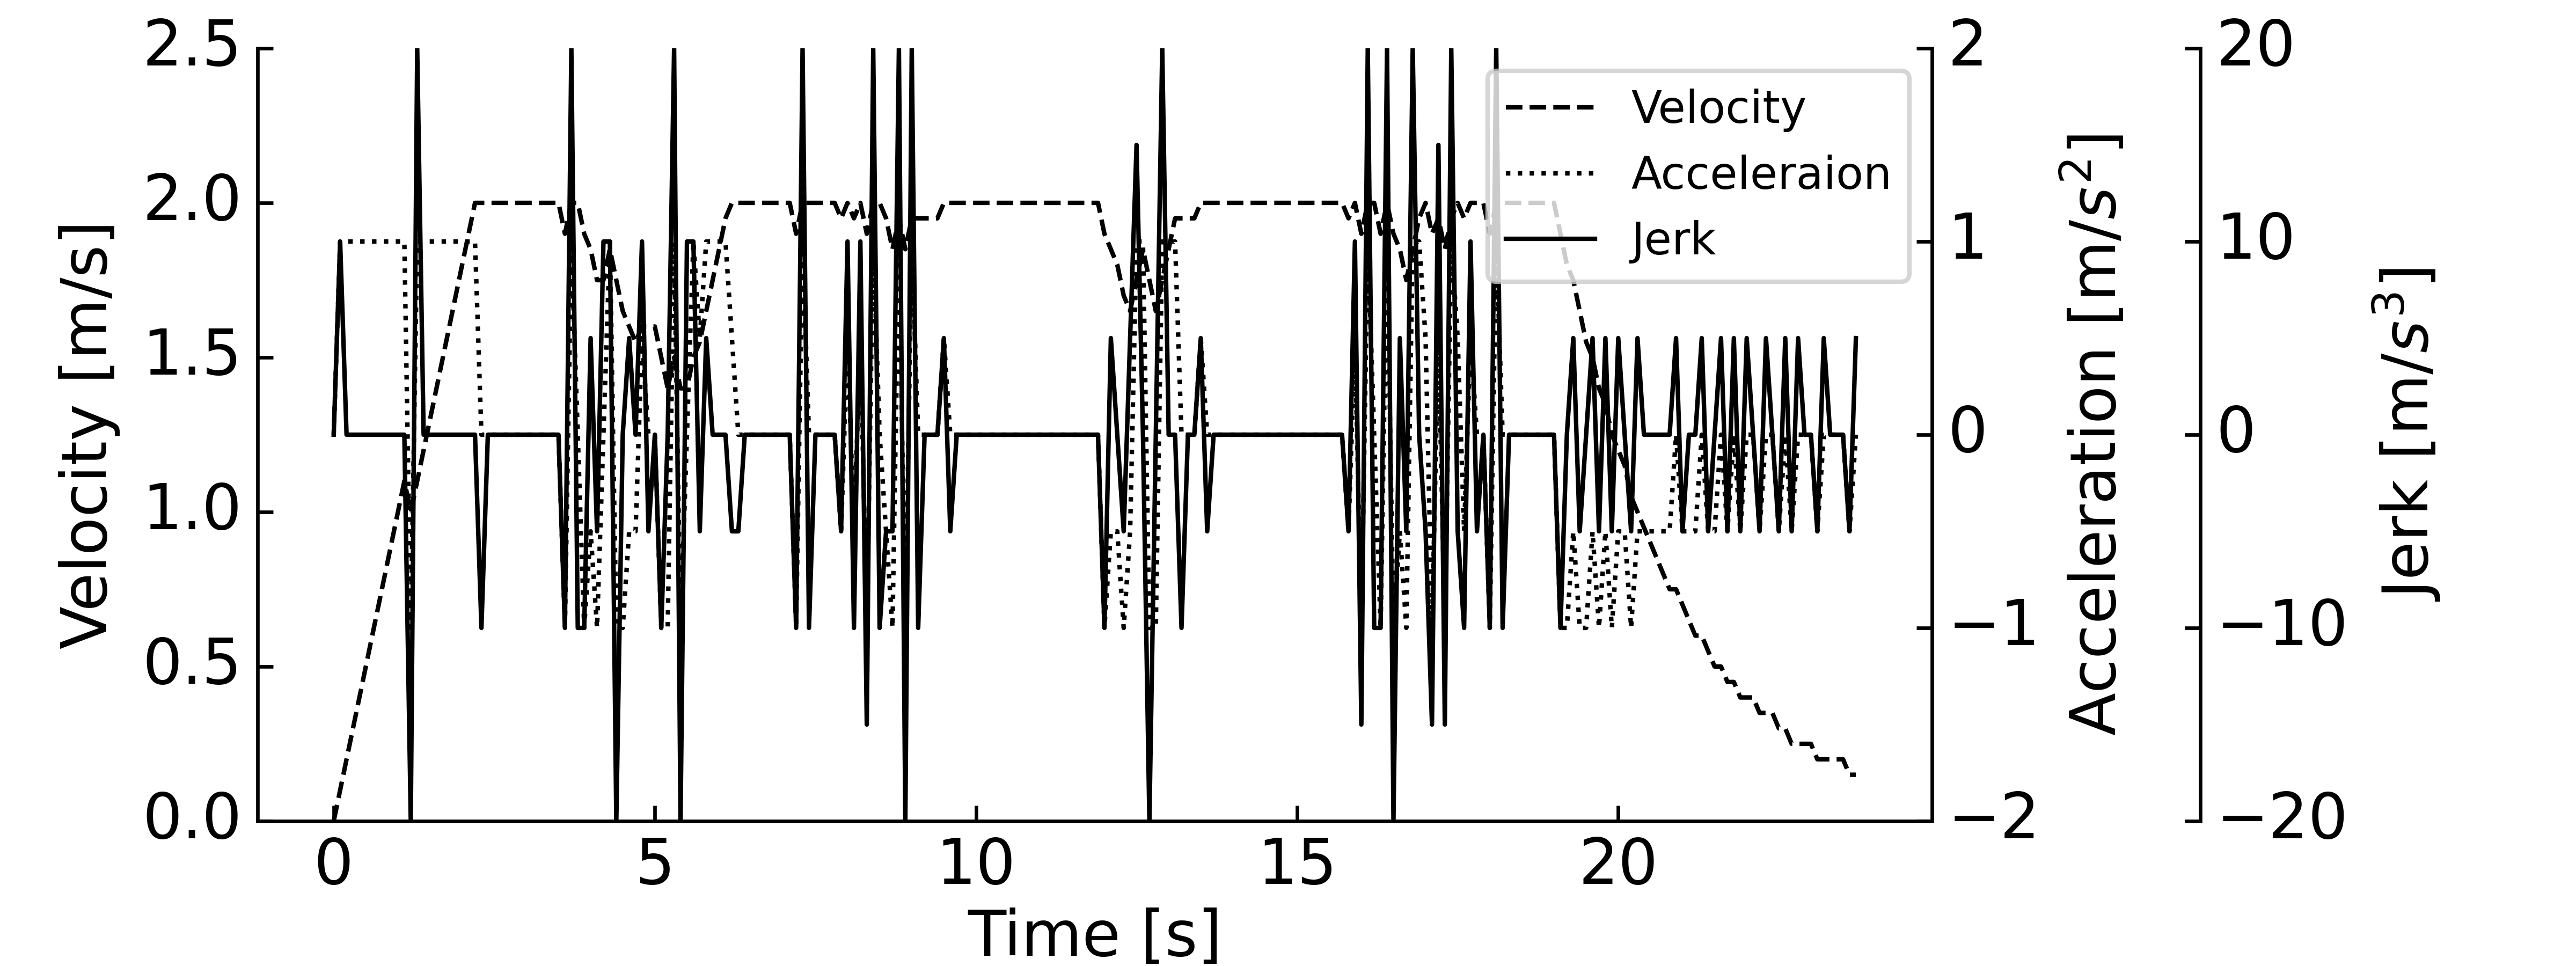 Velocity [m/s]
2.5
2.0
1.5
1.0
0.5
0.0
0 5 10 15 20
Time [s]
Velocity
Acceleraion
Jerk
2
1
0
−1
−2
Acceleration [m/s²]
20
10
0
−10
−20
Jerk [m/s³]